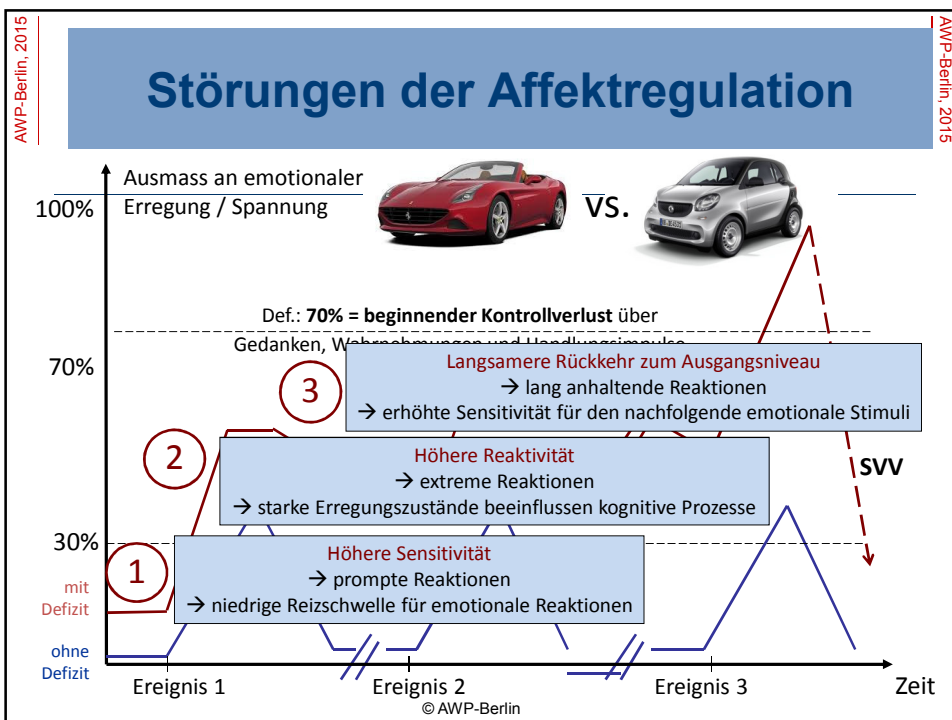 AWP-Berlin, 2015
AWP-Berlin, 2015
Störungen der Affektregulation
Ausmass an emotionaler
Erregung / Spannung
vs.
100%
Def.: 70% = beginnender Kontrollverlust über
Gedanken, Wahrnehmungen und Handlungsimpulse
70%
3
Langsamere Rückkehr zum Ausgangsniveau
→ lang anhaltende Reaktionen
→ erhöhte Sensitivität für den nachfolgende emotionale Stimuli
2
Höhere Reaktivität
→ extreme Reaktionen
→ starke Erregungszustände beeinflussen kognitive Prozesse
SVV
30%
1
Höhere Sensitivität
→ prompte Reaktionen
→ niedrige Reizschwelle für emotionale Reaktionen
mit
Defizit
ohne
Defizit
Ereignis 1
Ereignis 2
Ereignis 3
Zeit
© AWP-Berlin